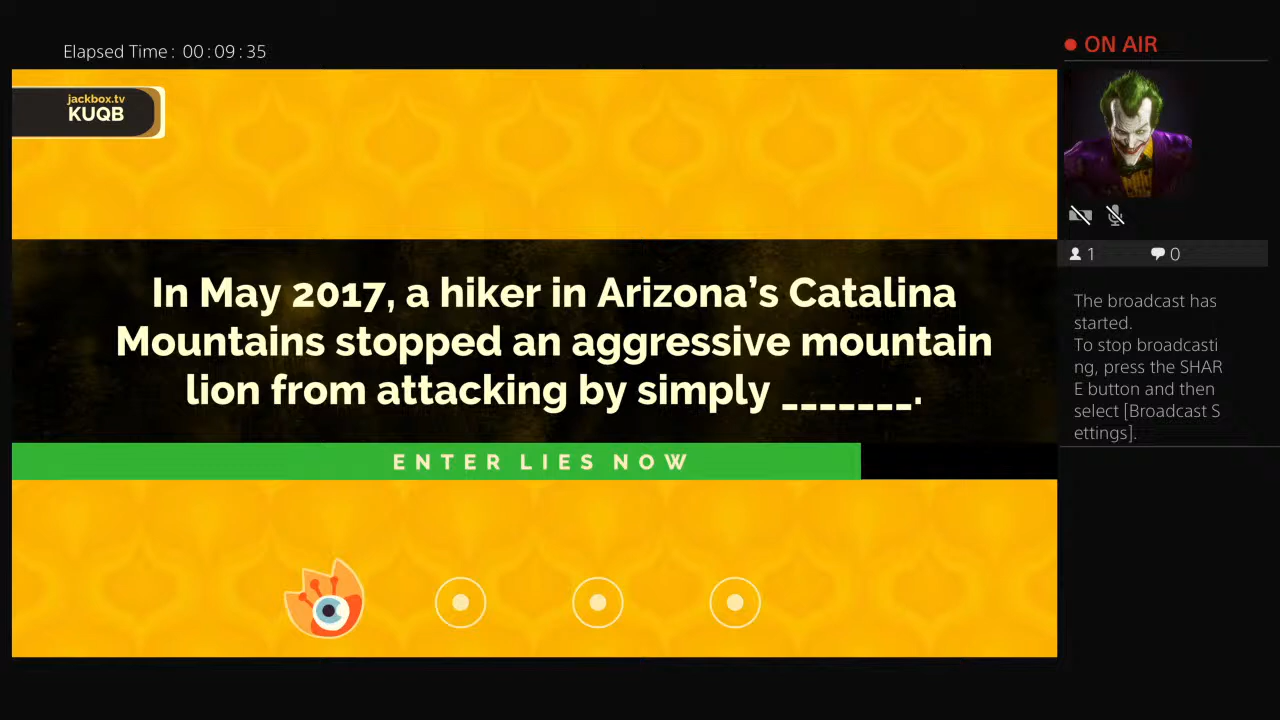 Elapsed Time: 00:09:35
ON AIR
jackbox.tv
KUQB
1
0
In May 2017, a hiker in Arizona’s Catalina
Mountains stopped an aggressive mountain
lion from attacking by simply _______.
ENTER LIES NOW
The broadcast has
started.
To stop broadcasti
ng, press the SHAR
E button and then
select [Broadcast S
ettings].